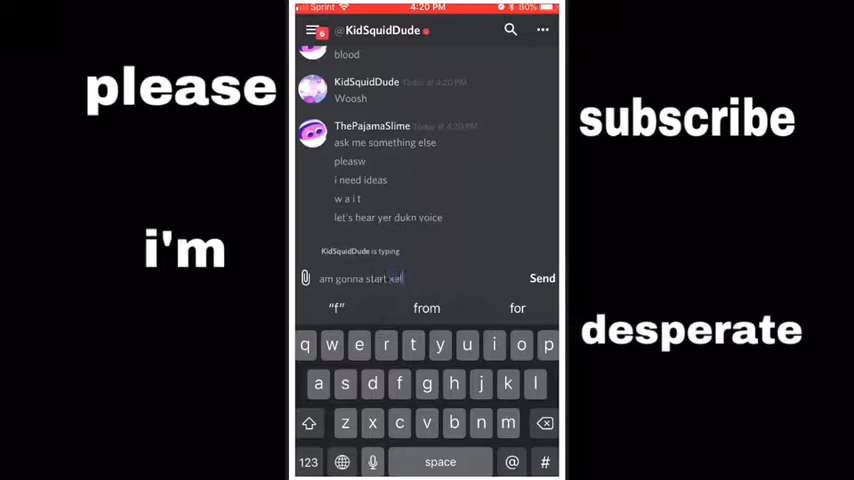 please
i'm
subscribe
desperate
Sprint 4:20 PM 80%
6 @KidSquidDude
blood
KidSquidDude Today at 4:20 PM
Woosh
ThePajamaSlime Today at 4:20 PM
ask me something else
pleasw
i need ideas
w a i t
let's hear yer dukn voice
KidSquidDude is typing
am gonna start
Send
"f" from for
q w e r t y u i o p
a s d f g h j k l
z x c v b n m
123 space @ #